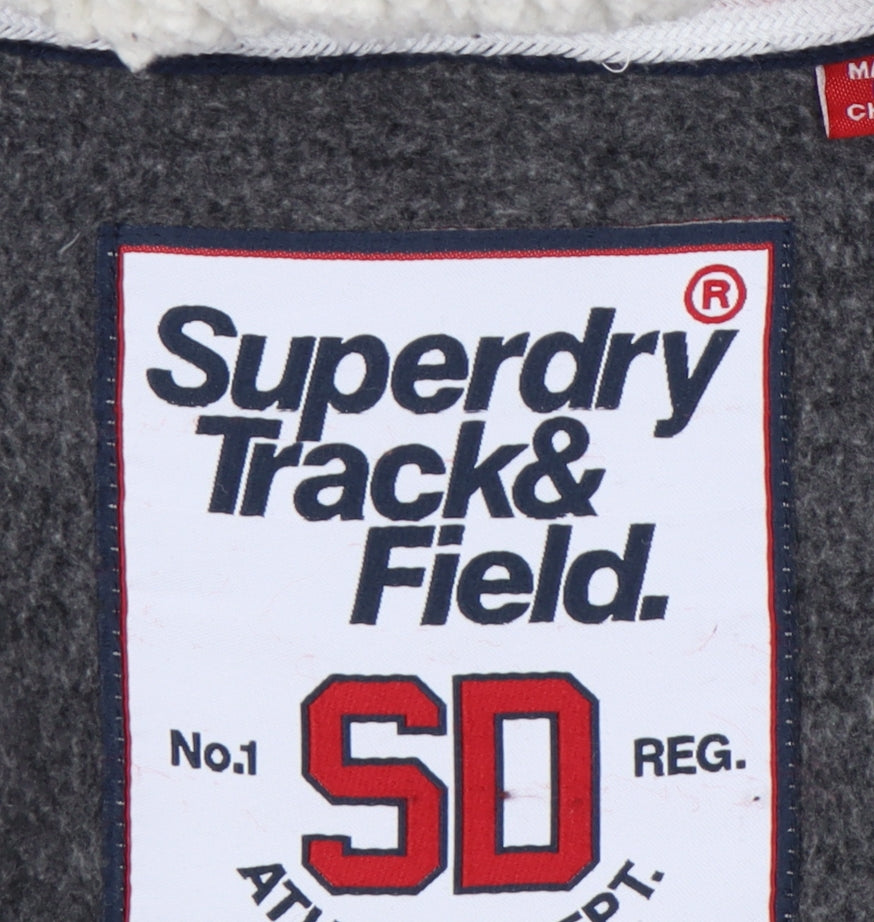 Superdry®
Track&
Field.
No.1 SD REG.